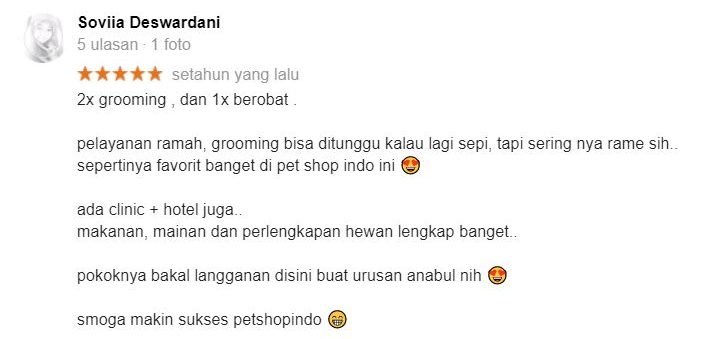 Soviia Deswardani
5 ulasan · 1 foto
★★★★★ setahun yang lalu
2x grooming , dan 1x berobat .
pelayanan ramah, grooming bisa ditunggu kalau lagi sepi, tapi sering nya rame sih..
sepertinya favorit banget di pet shop indo ini 😍
ada clinic + hotel juga..
makanan, mainan dan perlengkapan hewan lengkap banget..
pokoknya bakal langganan disini buat urusan anabul nih 😍
smoga makin sukses petshopindo 😁